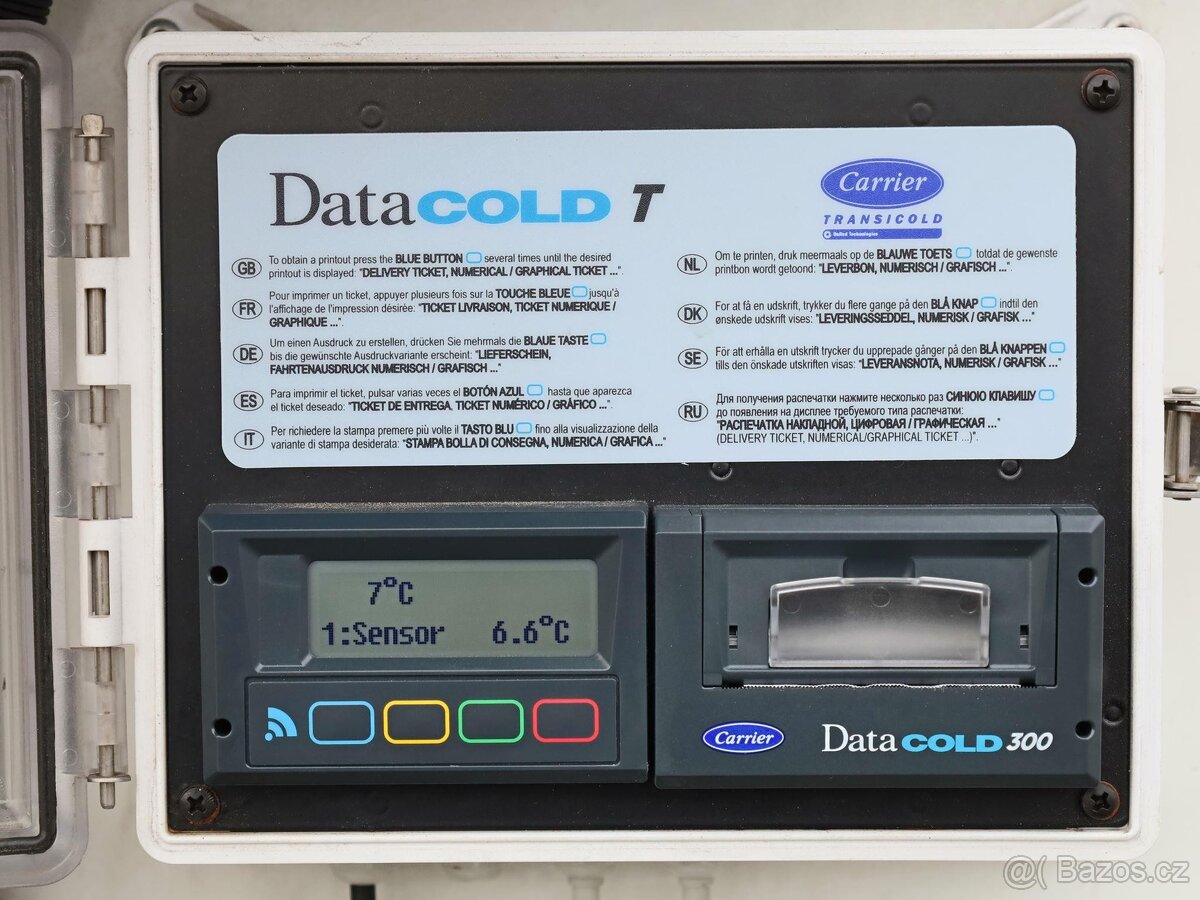 DataCOLD T
Carrier
TRANSICOLD
United Technologies
GB To obtain a printout press the BLUE BUTTON several times until the desired
printout is displayed: "DELIVERY TICKET, NUMERICAL / GRAPHICAL TICKET ...".
FR Pour imprimer un ticket, appuyer plusieurs fois sur la TOUCHE BLEUE jusqu'à
l'affichage de l'impression désirée: "TICKET LIVRAISON, TICKET NUMERIQUE /
GRAPHIQUE ...".
DE Um einen Ausdruck zu erstellen, drücken Sie mehrmals die BLAUE TASTE
bis die gewünschte Ausdruckvariante erscheint: "LIEFERSCHEIN,
FAHRTENAUSDRUCK NUMERISCH / GRAFISCH ..."
ES Para imprimir el ticket, pulsar varias veces el BOTÓN AZUL hasta que aparezca
el ticket deseado: "TICKET DE ENTREGA, TICKET NUMÉRICO / GRÁFICO ...".
IT Per richiedere la stampa premere più volte il TASTO BLU fino alla visualizzazione della
variante di stampa desiderata: "STAMPA BOLLA DI CONSEGNA, NUMERICA / GRAFICA ..."
NL Om te printen, druk meermaals op de BLAUWE TOETS totdat de gewenste
printbon wordt getoond: "LEVERBON, NUMERISCH / GRAFISCH ...".
DK For at få en udskrift, trykker du flere gange på den BLÅ KNAP indtil den
ønskede udskrift vises: "LEVERINGSSEDDEL, NUMERISK / GRAFISK ..."
SE För att erhålla en utskrift trycker du upprepade gånger på den BLÅ KNAPPEN
tills den önskade utskriften visas: "LEVERANSNOTA, NUMERISK / GRAFISK ..."
RU Для получения распечатки нажмите несколько раз СИНЮЮ КЛАВИШУ
до появления на дисплее требуемого типа распечатки:
"РАСПЕЧАТКА НАКЛАДНОЙ, ЦИФРОВАЯ / ГРАФИЧЕСКАЯ ..."
(DELIVERY TICKET, NUMERICAL/GRAPHICAL TICKET ...)".
7°C
1:Sensor 6.6°C
Carrier Data COLD 300
@( Bazos.cz